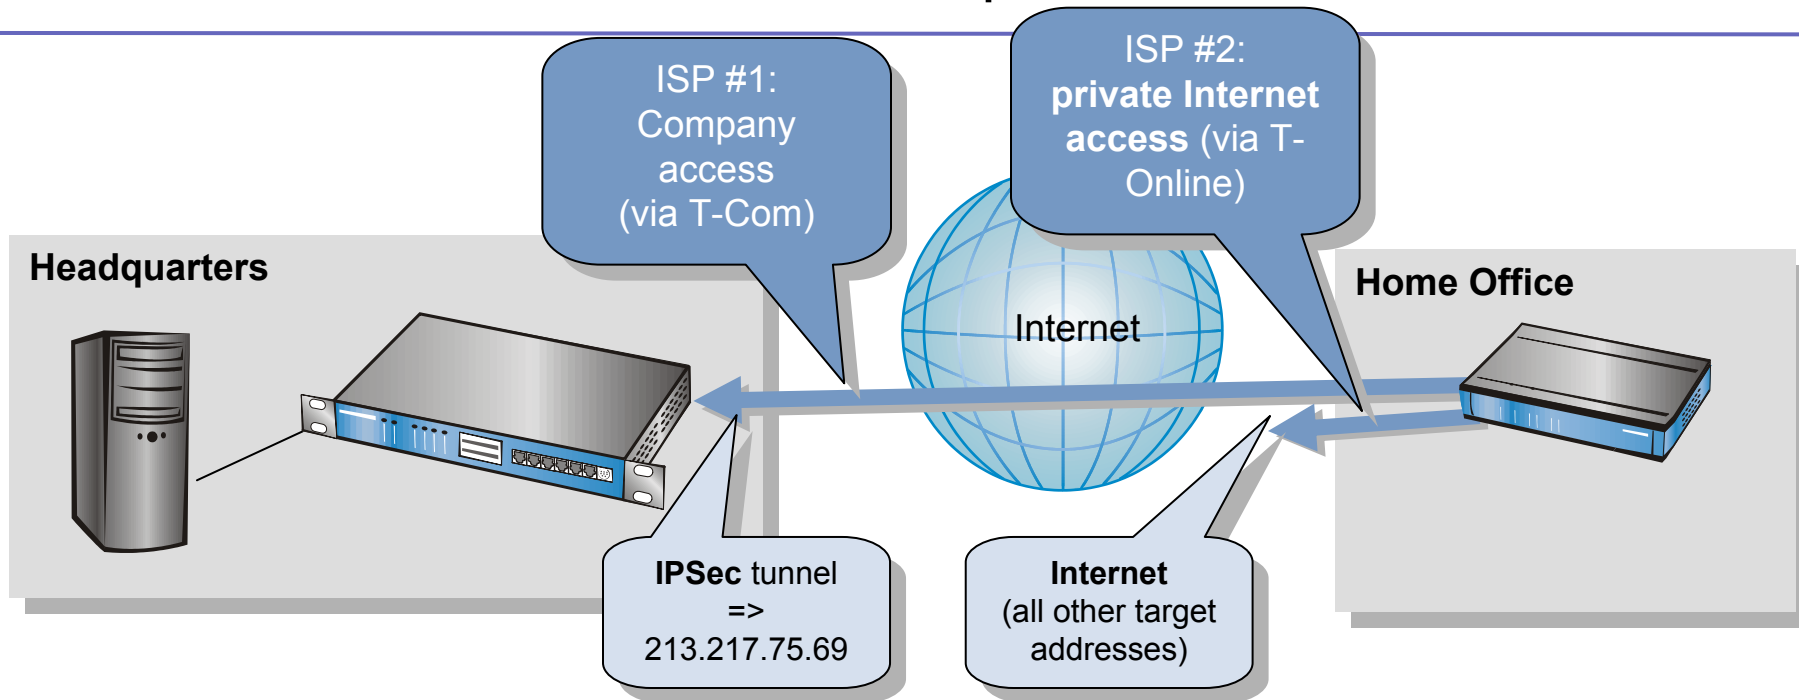 ISP #1:
Company
access
(via T-Com)
ISP #2:
private Internet
access (via T-
Online)
Headquarters
Internet
Home Office
IPSec tunnel
=>
213.217.75.69
Internet
(all other target
addresses)